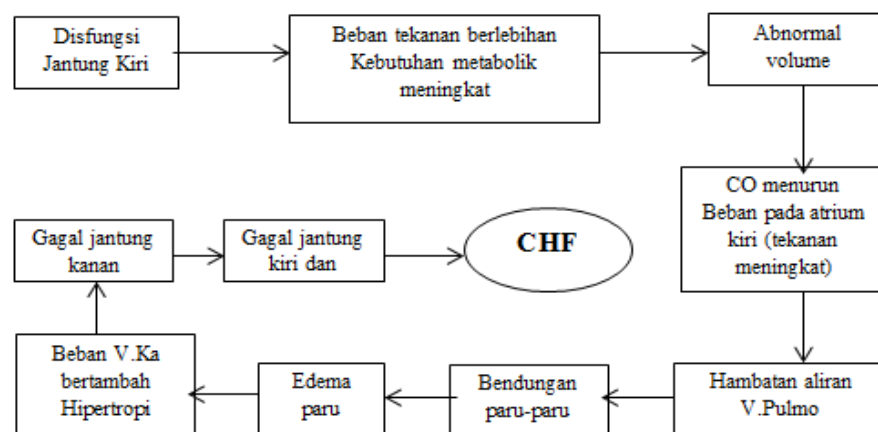 Disfungsi
Jantung Kiri
Beban tekanan berlebihan
Kebutuhan metabolik
meningkat
Abnormal
volume
CO menurun
Beban pada atrium
kiri (tekanan
meningkat)
Hambatan aliran
V.Pulmo
Bendungan
paru-paru
Edema
paru
Beban V.Ka
bertambah
Hipertropi
Gagal jantung
kanan
Gagal jantung
kiri dan
CHF